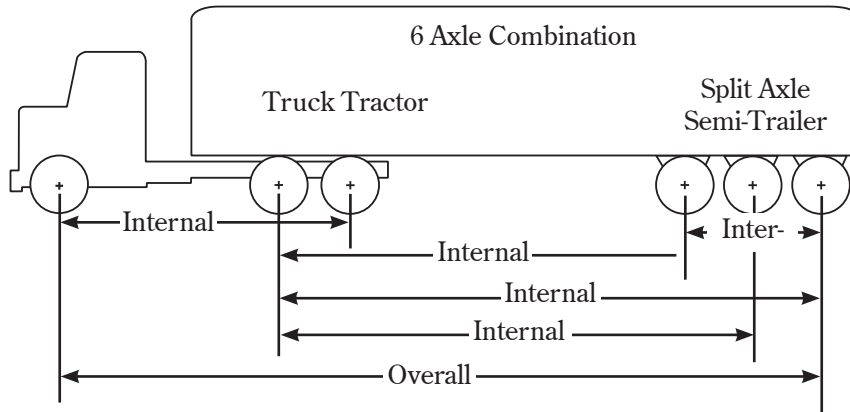 6 Axle Combination
Truck Tractor
Split Axle
Semi-Trailer
Internal
Inter-
Internal
Internal
Internal
Overall